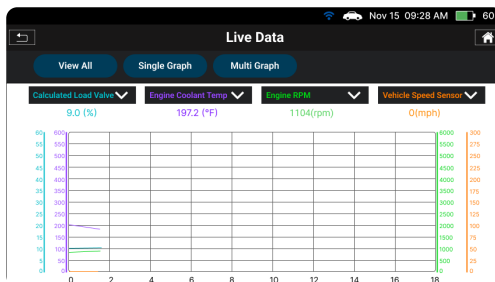 Nov 15 09:28 AM 60
Live Data
View All Single Graph Multi Graph
Calculated Load Valve Engine Coolant Temp Engine RPM Vehicle Speed Sensor
9.0 (%) 197.2 (°F) 1104(rpm) 0(mph)
60 600 6000 300
55 550 5500 275
50 500 5000 250
45 450 4500 225
40 400 4000 200
35 350 3500 175
30 300 3000 150
25 250 2500 125
20 200 2000 100
15 150 1500 75
10 100 1000 50
5 50 500 25
0 0 0 0
0 2 4 6 8 10 12 14 16 18